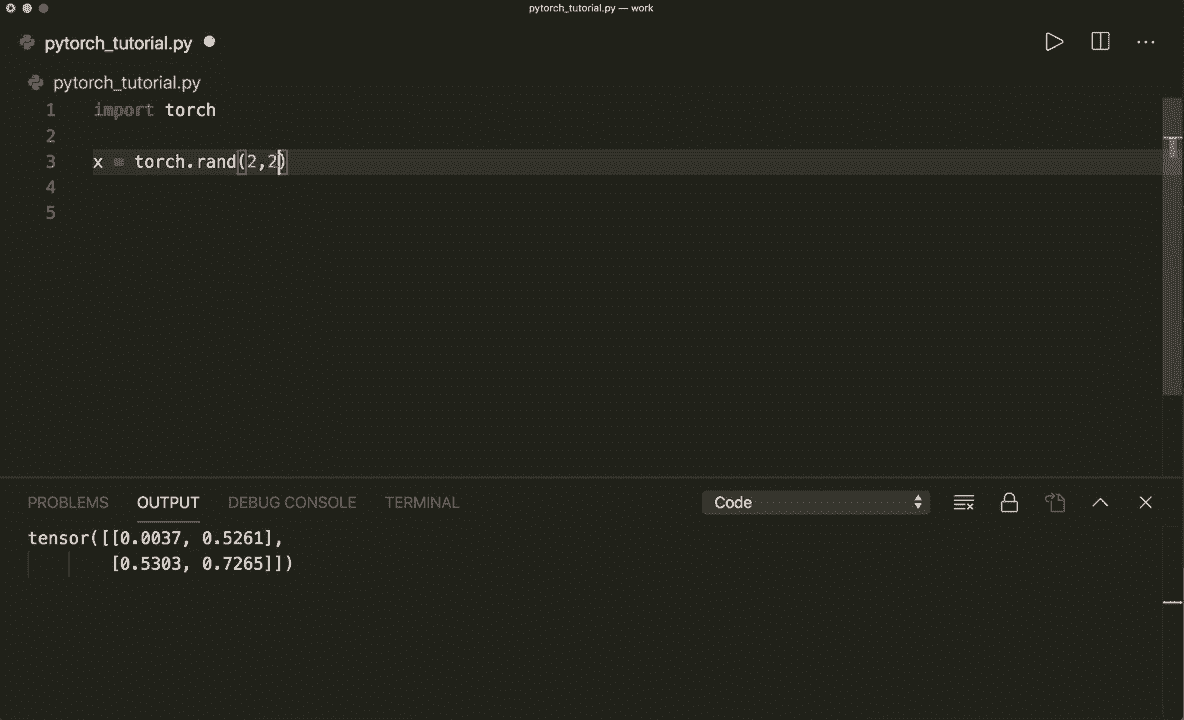 pytorch_tutorial.py — work
pytorch_tutorial.py
pytorch_tutorial.py
1 import torch
2
3 x = torch.rand(2,2)
4
5
PROBLEMS OUTPUT DEBUG CONSOLE TERMINAL Code
tensor([[0.0037, 0.5261],
[0.5303, 0.7265]])